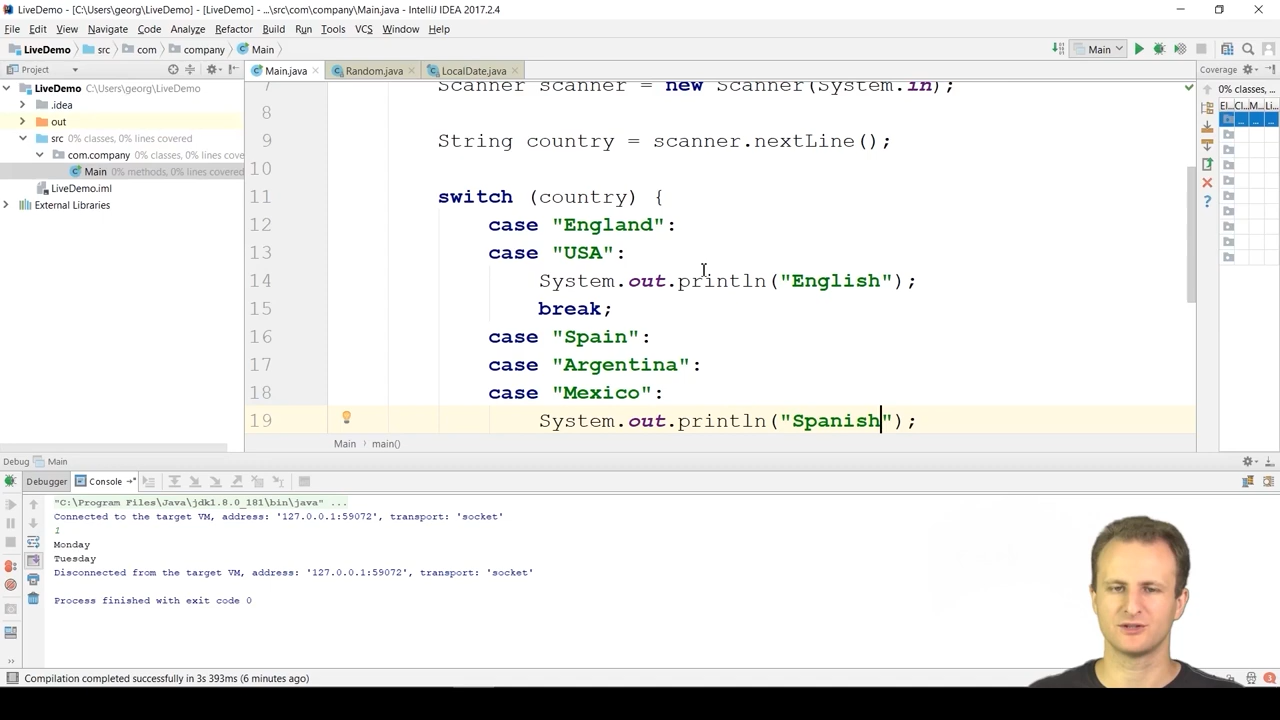 LiveDemo - [C:\Users\georg\LiveDemo] - [LiveDemo] - ...\src\com\company\Main.java - IntelliJ IDEA 2017.2.4
File Edit View Navigate Code Analyze Refactor Build Run Tools VCS Window Help
LiveDemo src com company Main Main
Project Main.java Random.java LocalDate.java Coverage
LiveDemo C:\Users\georg\LiveDemo
.idea
out
src 0% classes, 0% lines covered
com.company 0% classes, 0% lines cove
Main 0% methods, 0% lines covered
LiveDemo.iml
External Libraries
7 Scanner scanner = new Scanner(System.in);
8
9 String country = scanner.nextLine();
10
11 switch (country) {
12 case "England":
13 case "USA":
14 System.out.println("English");
15 break;
16 case "Spain":
17 case "Argentina":
18 case "Mexico":
19 System.out.println("Spanish");
Main main()
0% classes, ...
El... Cl... M... Li...
... ... ...
Debug Main
Debugger Console
"C:\Program Files\Java\jdk1.8.0_181\bin\java" ...
Connected to the target VM, address: '127.0.0.1:59072', transport: 'socket'
1
Monday
Tuesday
Disconnected from the target VM, address: '127.0.0.1:59072', transport: 'socket'
Process finished with exit code 0
Compilation completed successfully in 3s 393ms (6 minutes ago)